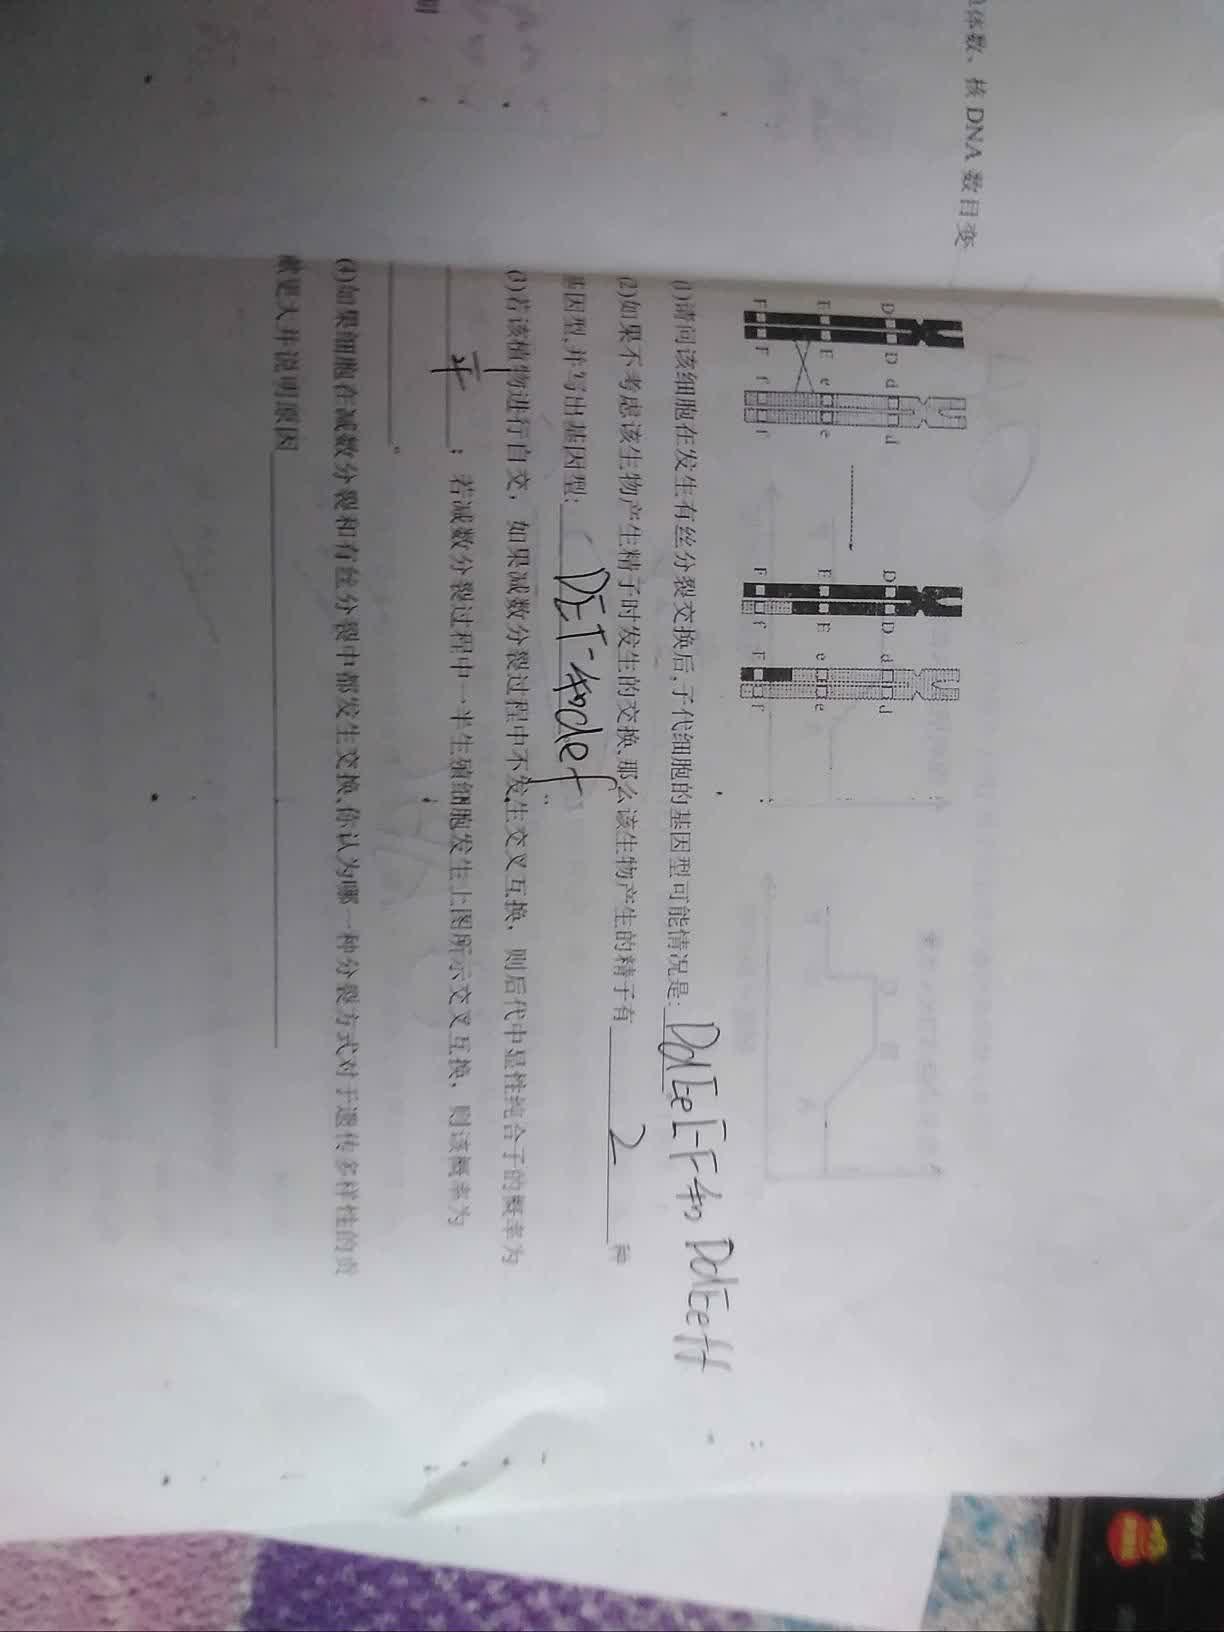 体数、核DNA数目变
D D d d D D d d
E E e e E E e e
F F f f F f F f
(1)请问该细胞在发生有丝分裂交换后,子代细胞的基因型可能情况是:DdEeFF和DdEeff
(2)如果不考虑该生物产生精子时发生的交换,那么该生物产生的精子有2种
基因型,并写出基因型:DEF和def
(3)若该植物进行自交,如果减数分裂过程中不发生交叉互换,则后代中显性纯合子的概率为
;若减数分裂过程中一半生殖细胞发生上图所示交叉互换,则该概率为
。
(4)如果细胞在减数分裂和有丝分裂中都发生交换,你认为哪一种分裂方式对于遗传多样性的贡
献更大并说明原因